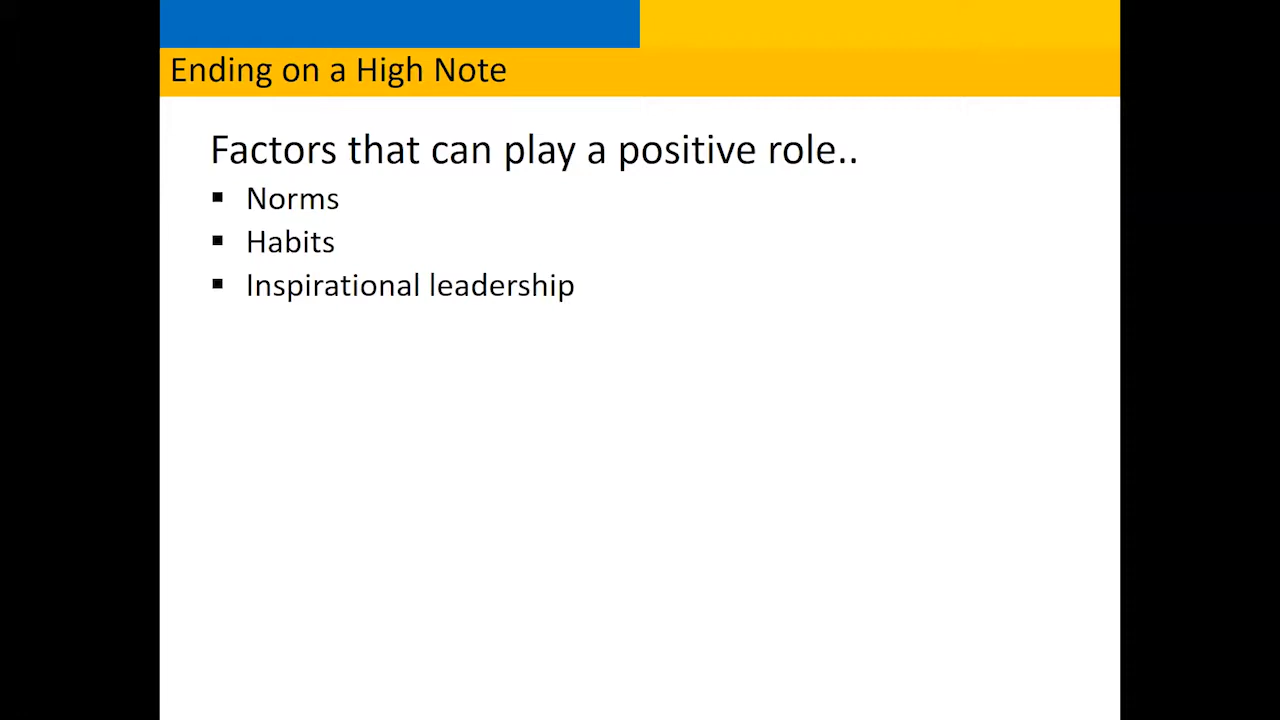 Ending on a High Note
Factors that can play a positive role..
▪ Norms
▪ Habits
▪ Inspirational leadership